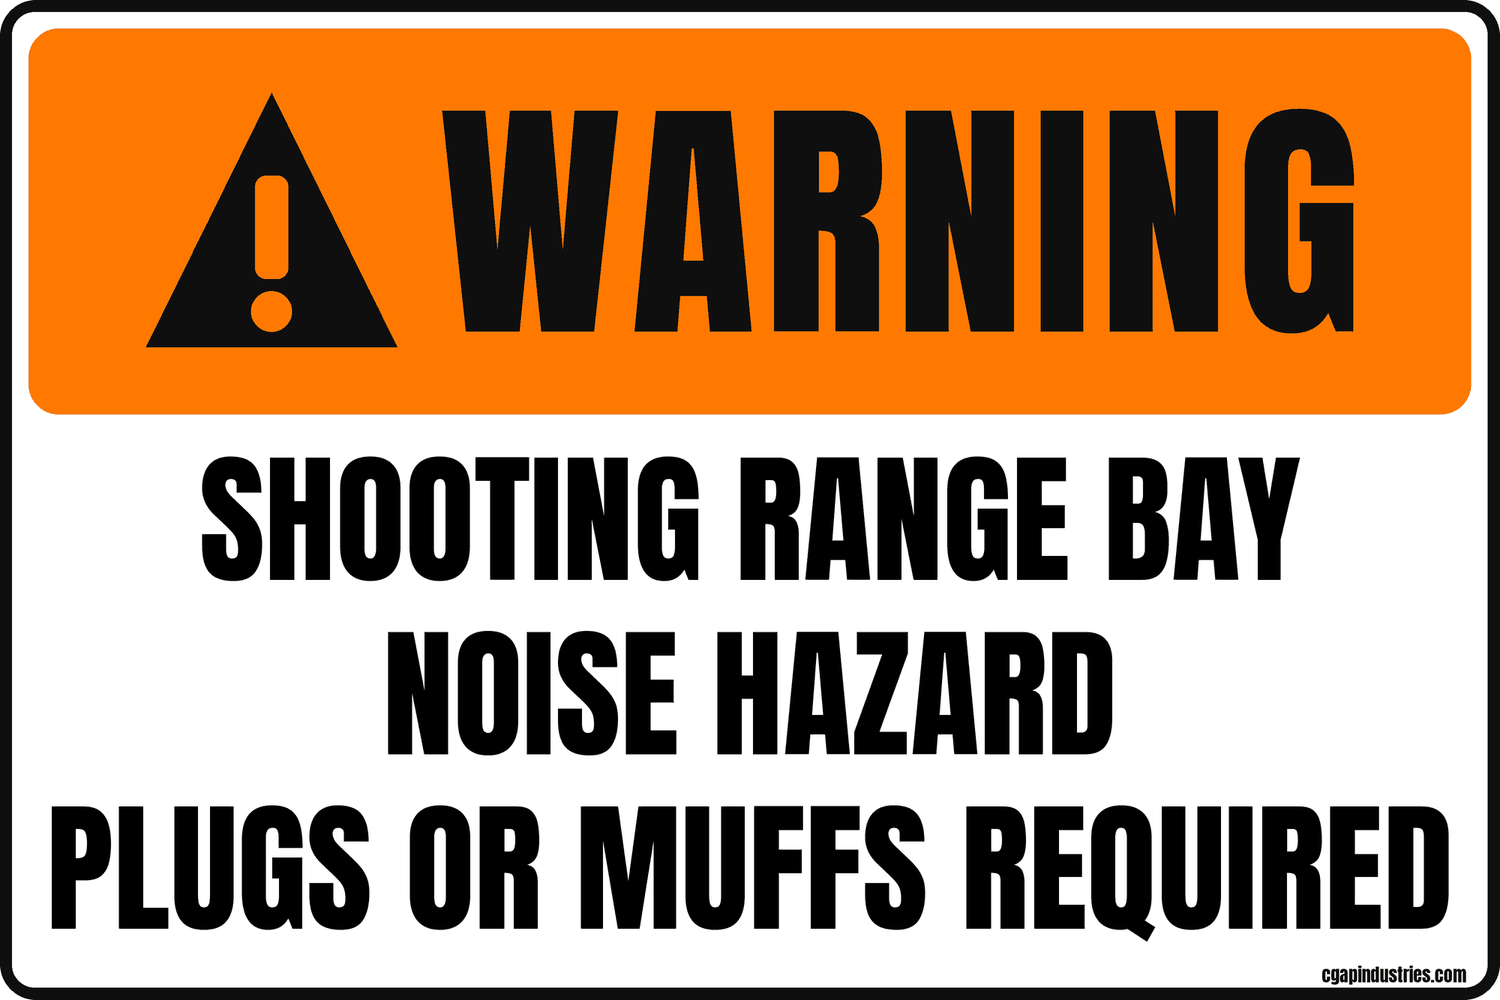 WARNING
SHOOTING RANGE BAY
NOISE HAZARD
PLUGS OR MUFFS REQUIRED
cgapindustries.com